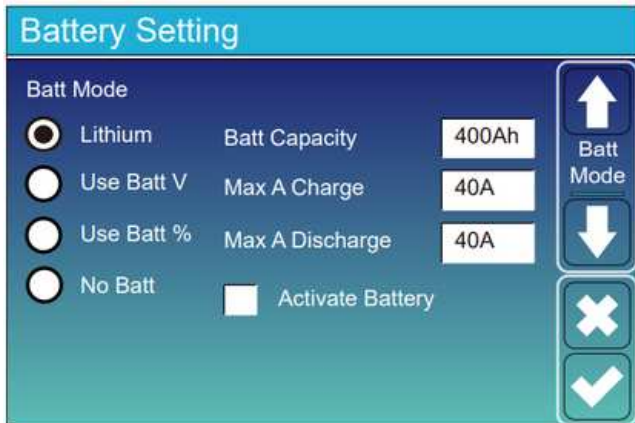 Battery Setting
Batt Mode
Lithium
Batt Capacity
400Ah
Use Batt V
Max A Charge
40A
Use Batt %
Max A Discharge
40A
No Batt
Activate Battery
Batt
Mode